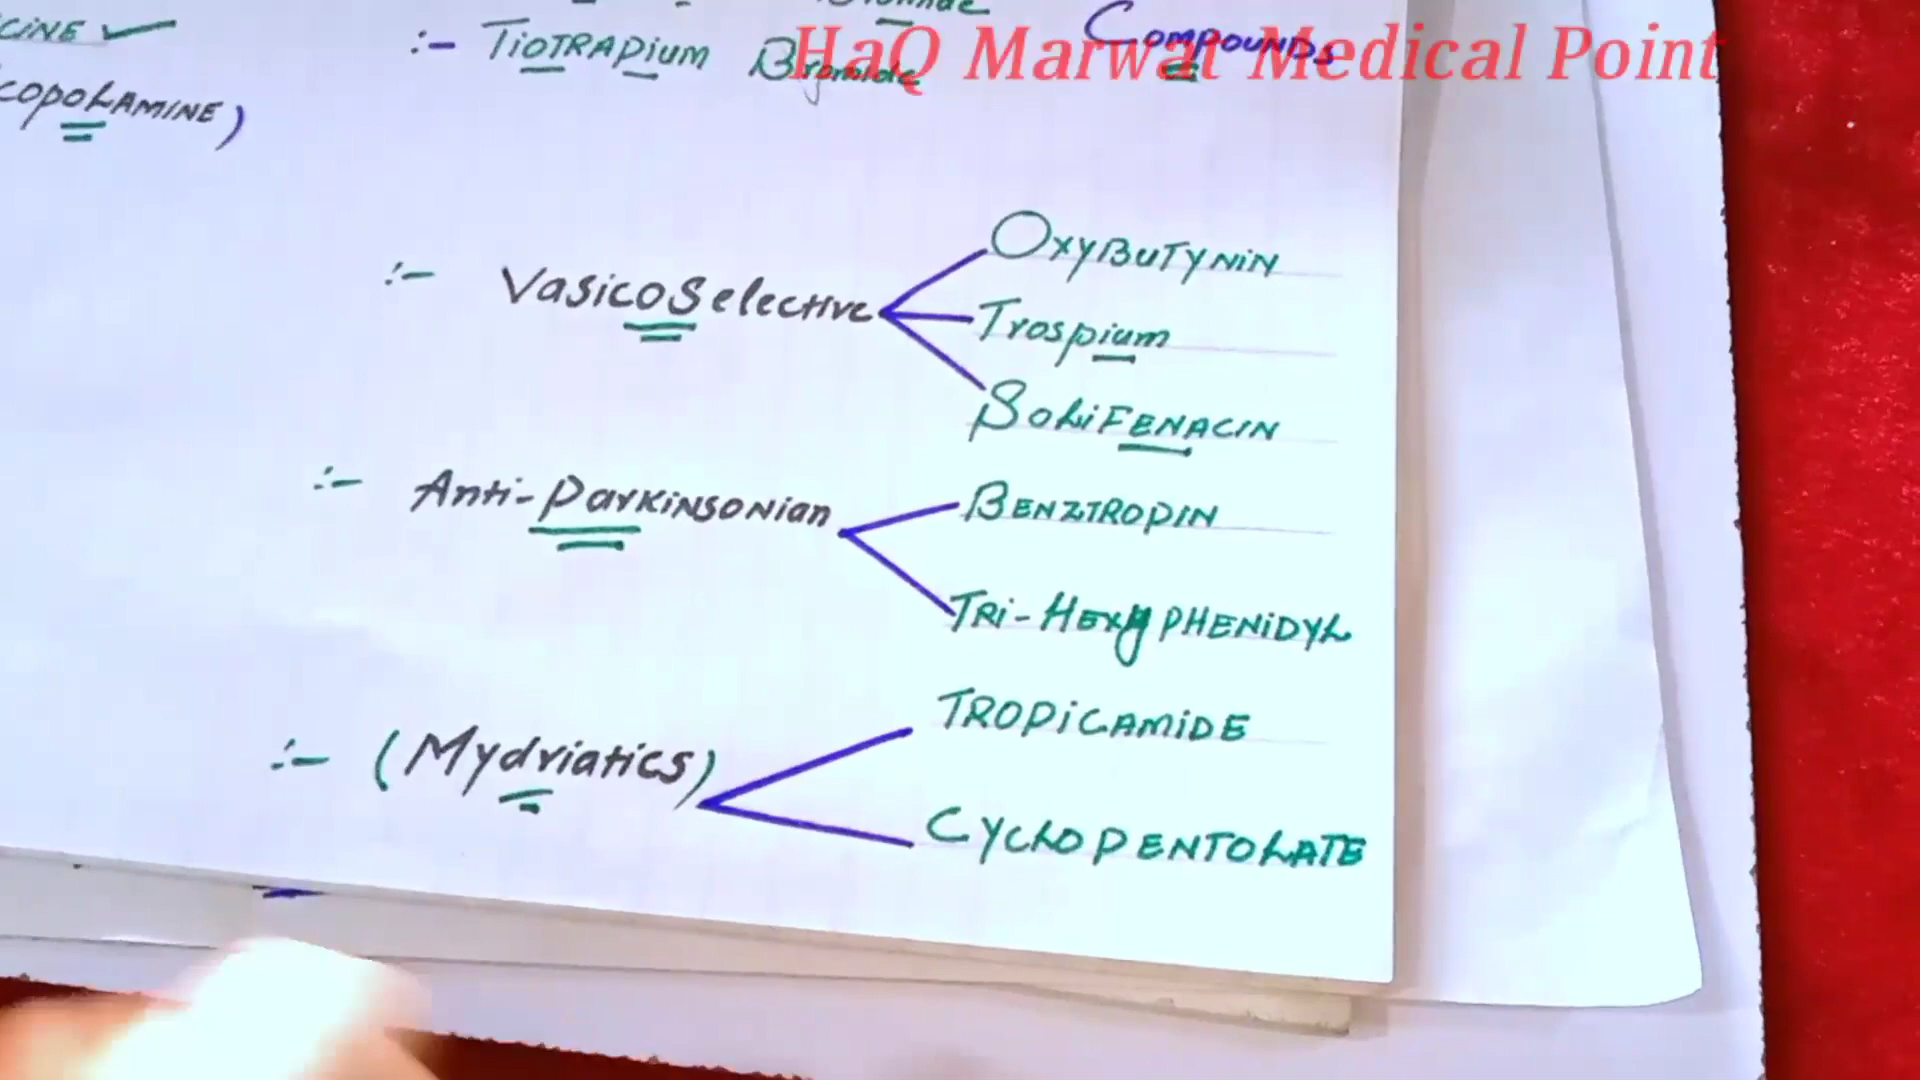 HaQ Marwat Medical Point
COMPOUNDS
CINE
:- TIOTRAPIUM Bromide
COPOLAMINE)
:- VasicoSelective
OXYBUTYNIN
Trospium
SOLIFENACIN
:- Anti-Parkinsonian
BENZTROPIN
TRI-HEXYPHENIDYL
:- (Mydriatics)
TROPICAMIDE
CYCLOPENTOLATE